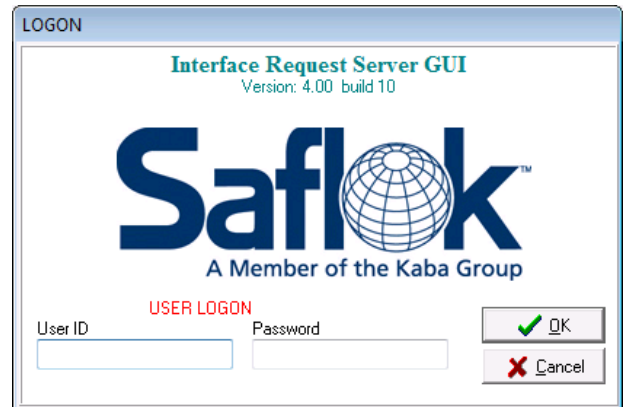 LOGON
Interface Request Server GUI
Version: 4.00 build 10
Saflok™
A Member of the Kaba Group
USER LOGON
User ID
Password
OK
Cancel